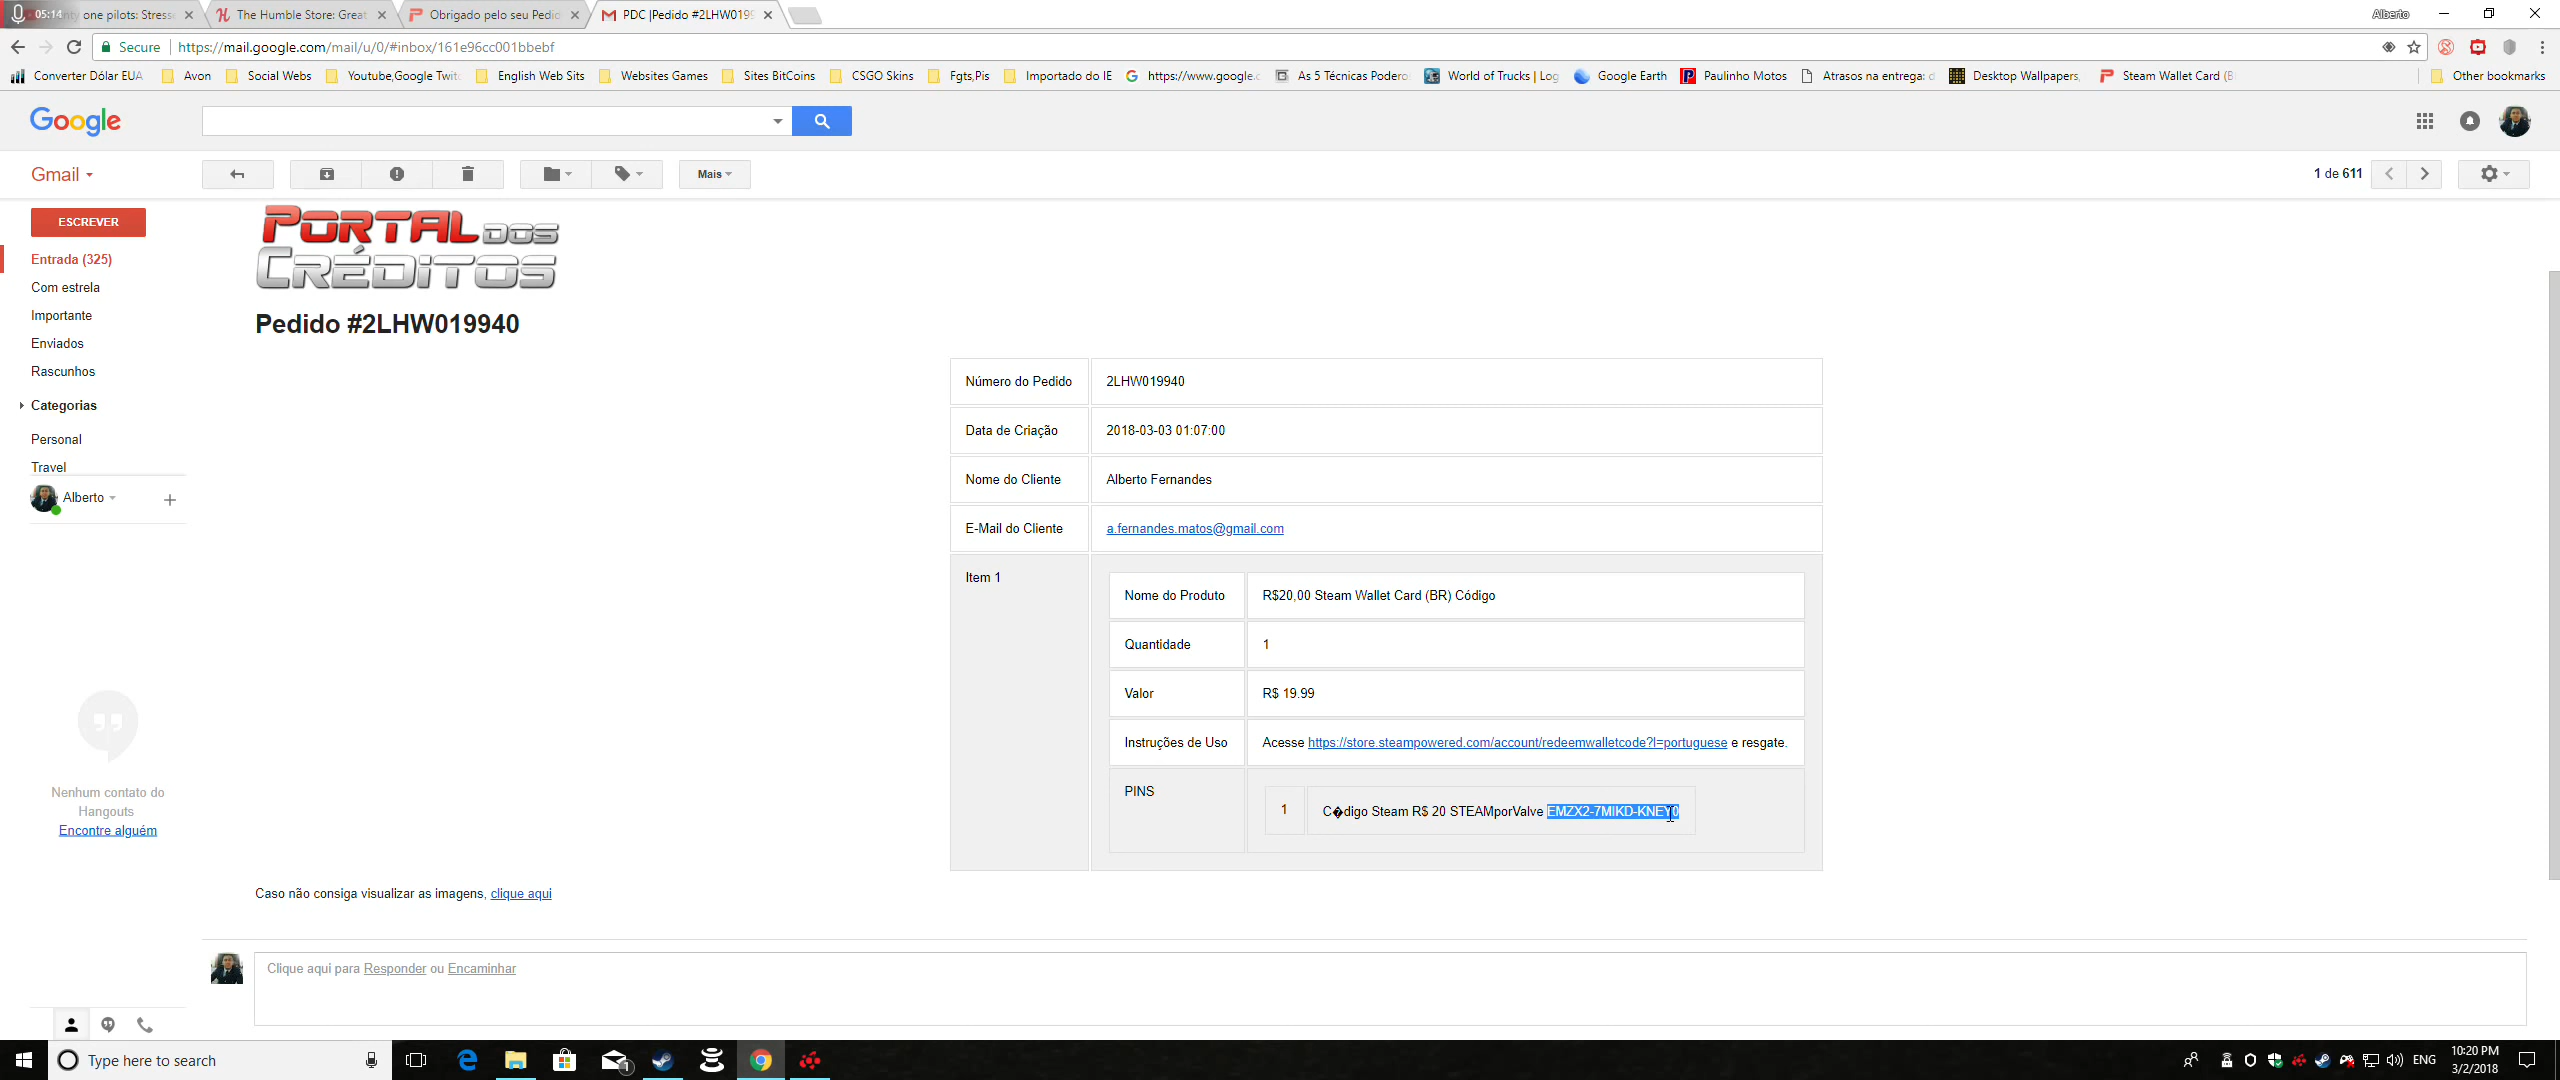 05:14 nty one pilots: Stresse
The Humble Store: Great
Obrigado pelo seu Pedid
PDC |Pedido #2LHW0199
Alberto
Secure https://mail.google.com/mail/u/0/#inbox/161e96cc001bbebf
Converter Dólar EUA Avon Social Webs Youtube,Google Twit English Web Sits Websites Games Sites BitCoins CSGO Skins Fgts,Pis Importado do IE https://www.google.c As 5 Técnicas Podero World of Trucks | Log Google Earth Paulinho Motos Atrasos na entrega: d Desktop Wallpapers, Steam Wallet Card (B Other bookmarks
Google
Gmail
Mais
1 de 611
ESCREVER
Entrada (325)
Com estrela
Importante
Enviados
Rascunhos
Categorias
Personal
Travel
Alberto
Nenhum contato do
Hangouts
Encontre alguém
PORTAL DOS
CRÉDITOS
Pedido #2LHW019940
Número do Pedido 2LHW019940
Data de Criação 2018-03-03 01:07:00
Nome do Cliente Alberto Fernandes
E-Mail do Cliente a.fernandes.matos@gmail.com
Item 1
Nome do Produto R$20,00 Steam Wallet Card (BR) Código
Quantidade 1
Valor R$ 19.99
Instruções de Uso Acesse https://store.steampowered.com/account/redeemwalletcode?l=portuguese e resgate.
PINS
1 C�digo Steam R$ 20 STEAMporValve EMZX2-7MIKD-KNEY0
Caso não consiga visualizar as imagens, clique aqui
Clique aqui para Responder ou Encaminhar
Type here to search
1
ENG
10:20 PM
3/2/2018